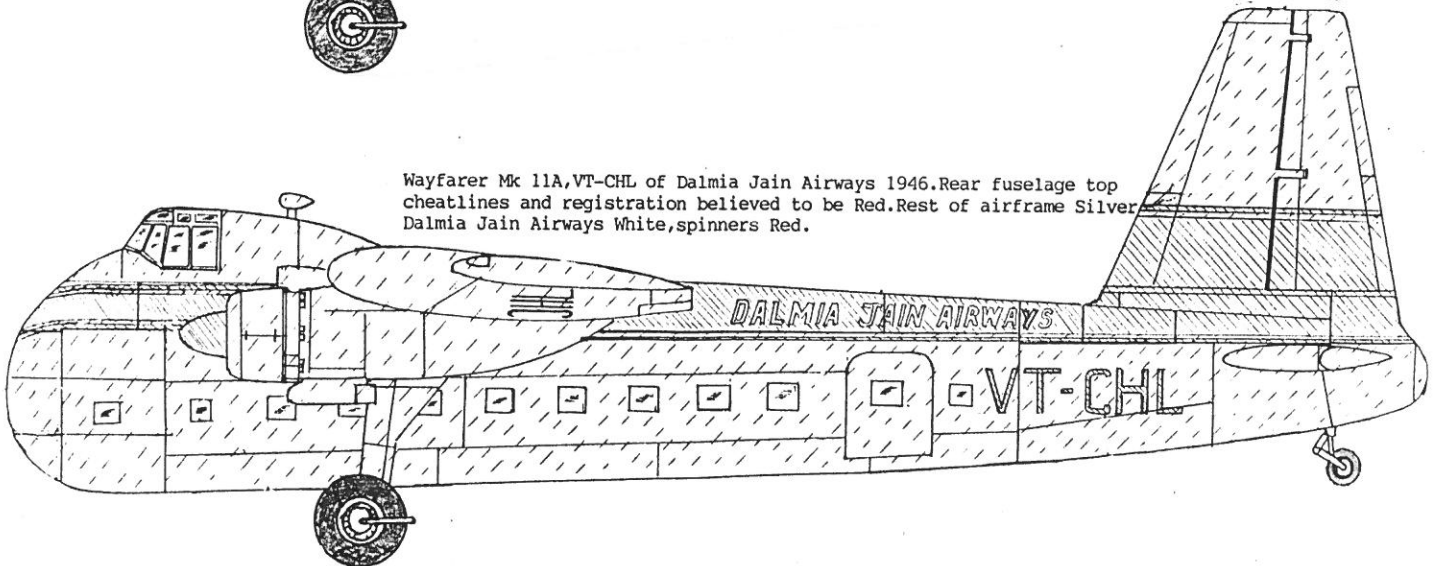 Wayfarer Mk 11A,VT-CHL of Dalmia Jain Airways 1946.Rear fuselage top
cheatlines and registration believed to be Red.Rest of airframe Silver
Dalmia Jain Airways White,spinners Red.
DALMIA JAIN AIRWAYS
VT-CHL